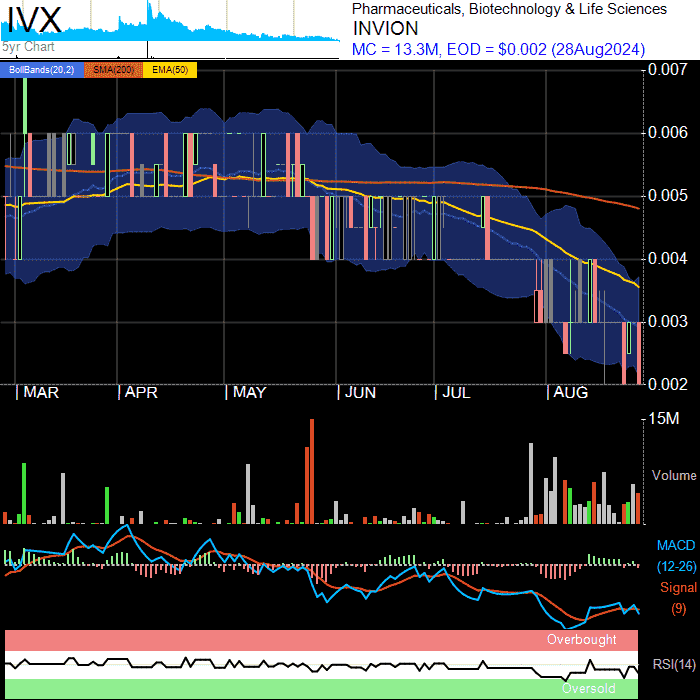 IVX
5yr Chart
Pharmaceuticals, Biotechnology & Life Sciences
INVION
MC = 13.3M, EOD = $0.002 (28Aug2024)
BollBands(20,2) SMA(200) EMA(50)
0.007
0.006
0.005
0.004
0.003
0.002
MAR APR MAY JUN JUL AUG
15M
Volume
MACD
(12-26)
Signal
(9)
Overbought
RSI(14)
Oversold